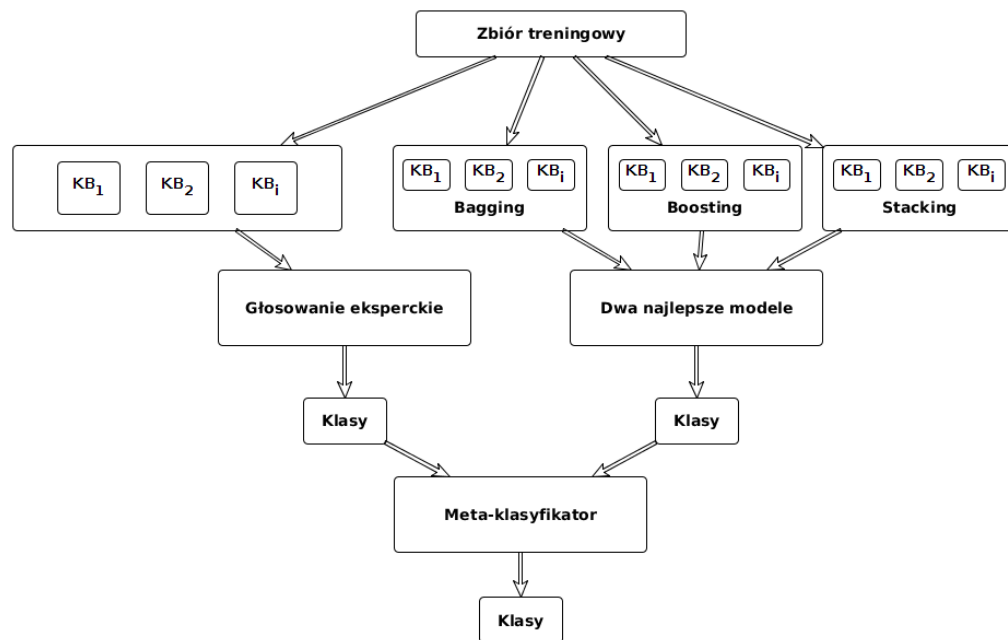 Zbiór treningowy
KB1 KB2 KBi
KB1 KB2 KBi
Bagging
KB1 KB2 KBi
Boosting
KB1 KB2 KBi
Stacking
Głosowanie eksperckie
Dwa najlepsze modele
Klasy
Klasy
Meta-klasyfikator
Klasy